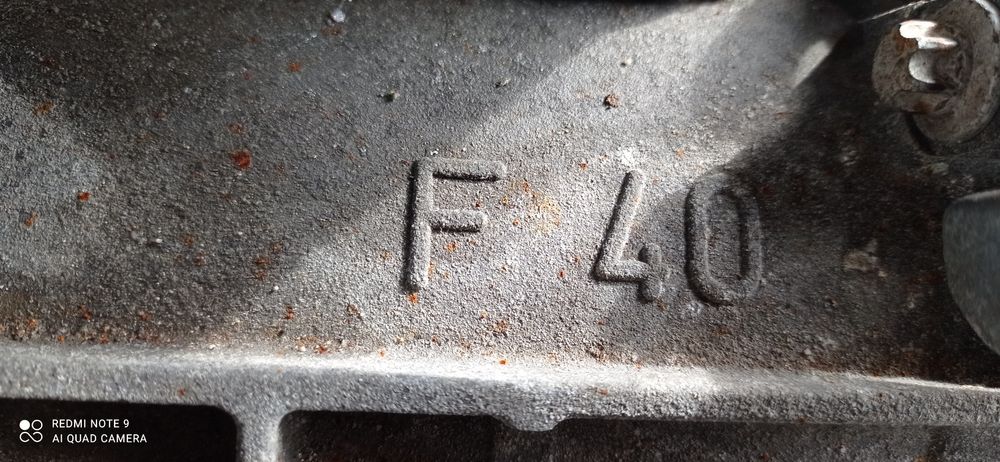 F 40
REDMI NOTE 9
AI QUAD CAMERA